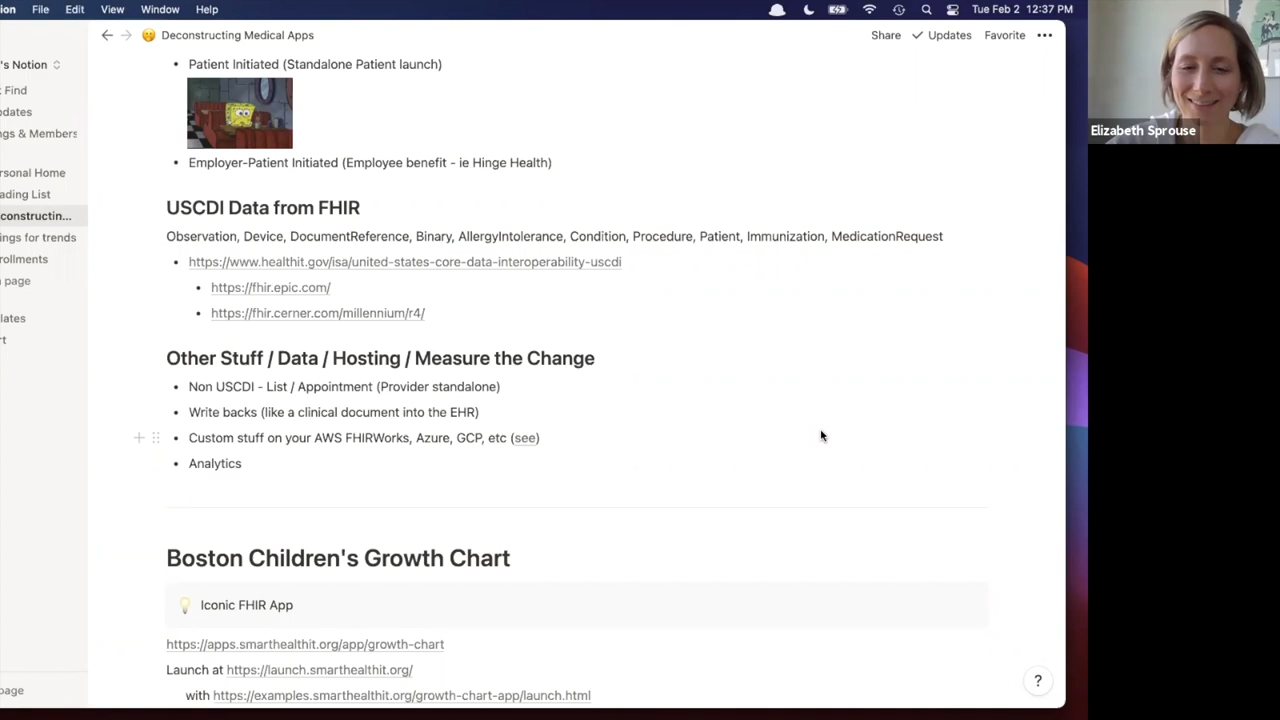 ion File Edit View Window Help Tue Feb 2 12:37 PM
Deconstructing Medical Apps Share Updates Favorite
's Notion
Find
dates
ngs & Members
rsonal Home
ading List
constructin...
ings for trends
rollments
page
lates
t
page
Patient Initiated (Standalone Patient launch)
Employer-Patient Initiated (Employee benefit - ie Hinge Health)
USCDI Data from FHIR
Observation, Device, DocumentReference, Binary, AllergyIntolerance, Condition, Procedure, Patient, Immunization, MedicationRequest
https://www.healthit.gov/isa/united-states-core-data-interoperability-uscdi
https://fhir.epic.com/
https://fhir.cerner.com/millennium/r4/
Other Stuff / Data / Hosting / Measure the Change
Non USCDI - List / Appointment (Provider standalone)
Write backs (like a clinical document into the EHR)
Custom stuff on your AWS FHIRWorks, Azure, GCP, etc (see)
Analytics
Boston Children's Growth Chart
Iconic FHIR App
https://apps.smarthealthit.org/app/growth-chart
Launch at https://launch.smarthealthit.org/
with https://examples.smarthealthit.org/growth-chart-app/launch.html
?
Elizabeth Sprouse